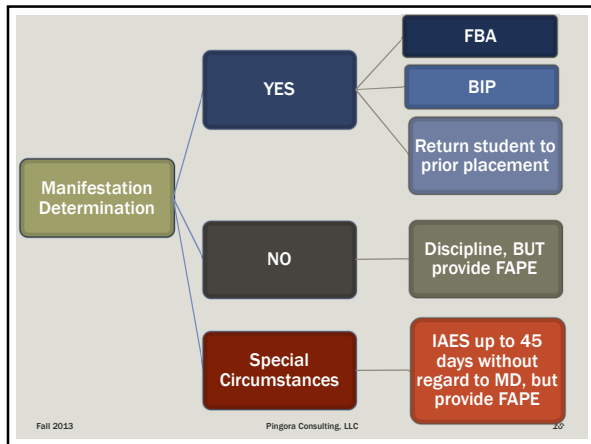 Manifestation
Determination
YES
FBA
BIP
Return student to
prior placement
NO
Discipline, BUT
provide FAPE
Special
Circumstances
IAES up to 45
days without
regard to MD, but
provide FAPE
Fall 2013
Pingora Consulting, LLC